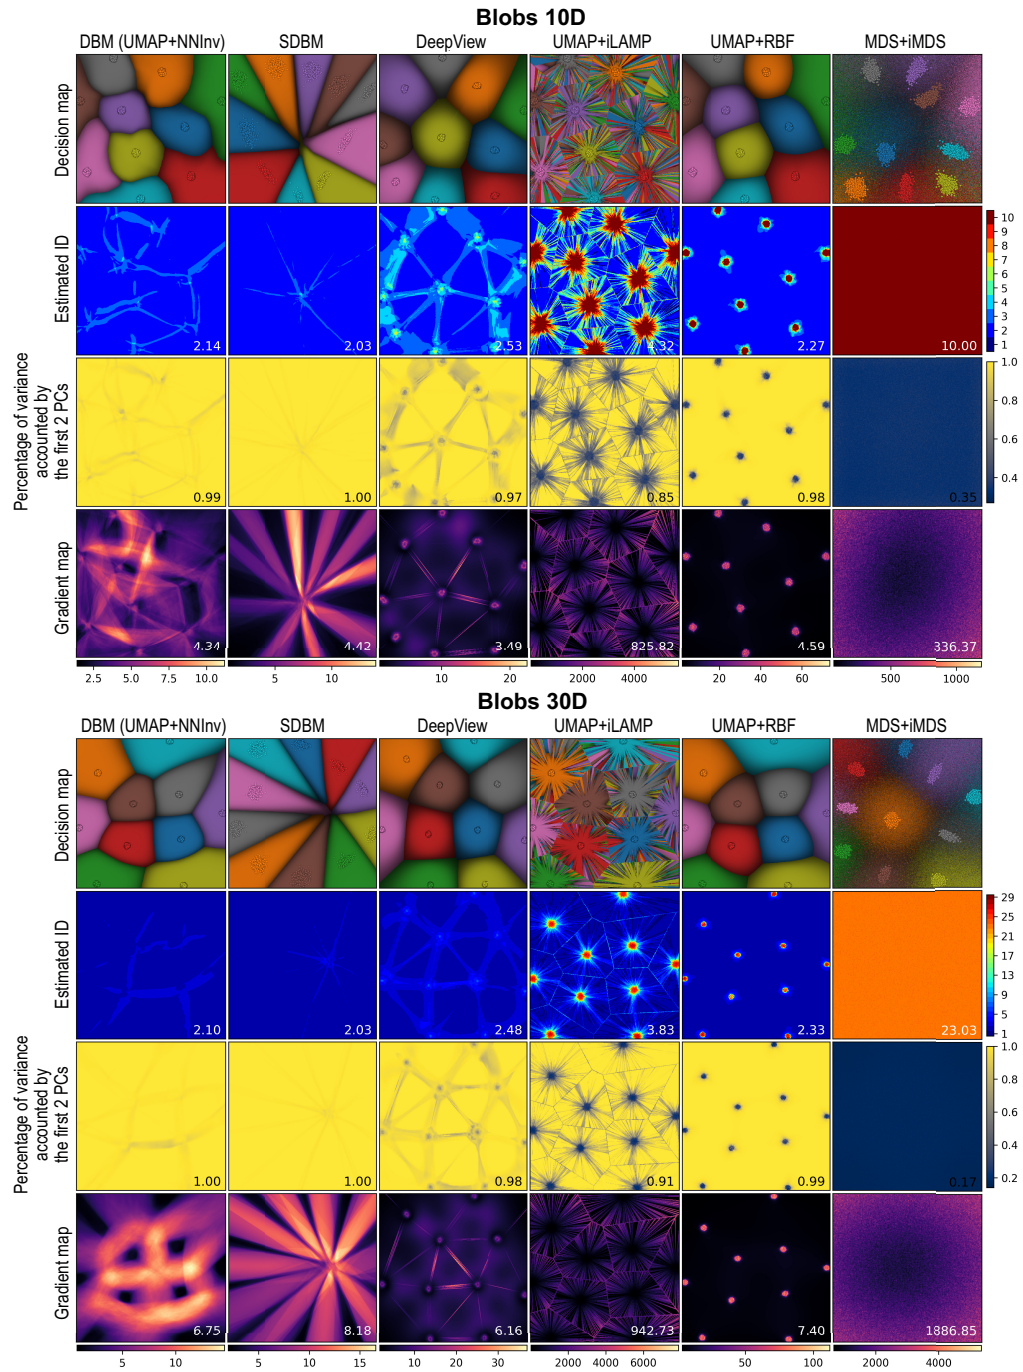 Blobs 10D
DBM (UMAP+NNInv) SDBM DeepView UMAP+iLAMP UMAP+RBF MDS+iMDS
Decision map
Estimated ID
2.14 2.03 2.53 4.32 2.27 10.00
10
9
8
7
6
5
4
3
2
1
Percentage of variance
accounted by
the first 2 PCs
0.99 1.00 0.97 0.85 0.98 0.35
1.0
0.8
0.6
0.4
Gradient map
4.34 4.42 3.49 825.82 4.59 336.37
2.5 5.0 7.5 10.0 5 10 10 20 2000 4000 20 40 60 500 1000
Blobs 30D
DBM (UMAP+NNInv) SDBM DeepView UMAP+iLAMP UMAP+RBF MDS+iMDS
Decision map
Estimated ID
2.10 2.03 2.48 3.83 2.33 23.03
29
25
21
17
13
9
5
1
Percentage of variance
accounted by
the first 2 PCs
1.00 1.00 0.98 0.91 0.99 0.17
1.0
0.8
0.6
0.4
0.2
Gradient map
6.75 8.18 6.16 942.73 7.40 1886.85
5 10 5 10 15 10 20 30 2000 4000 6000 50 100 2000 4000